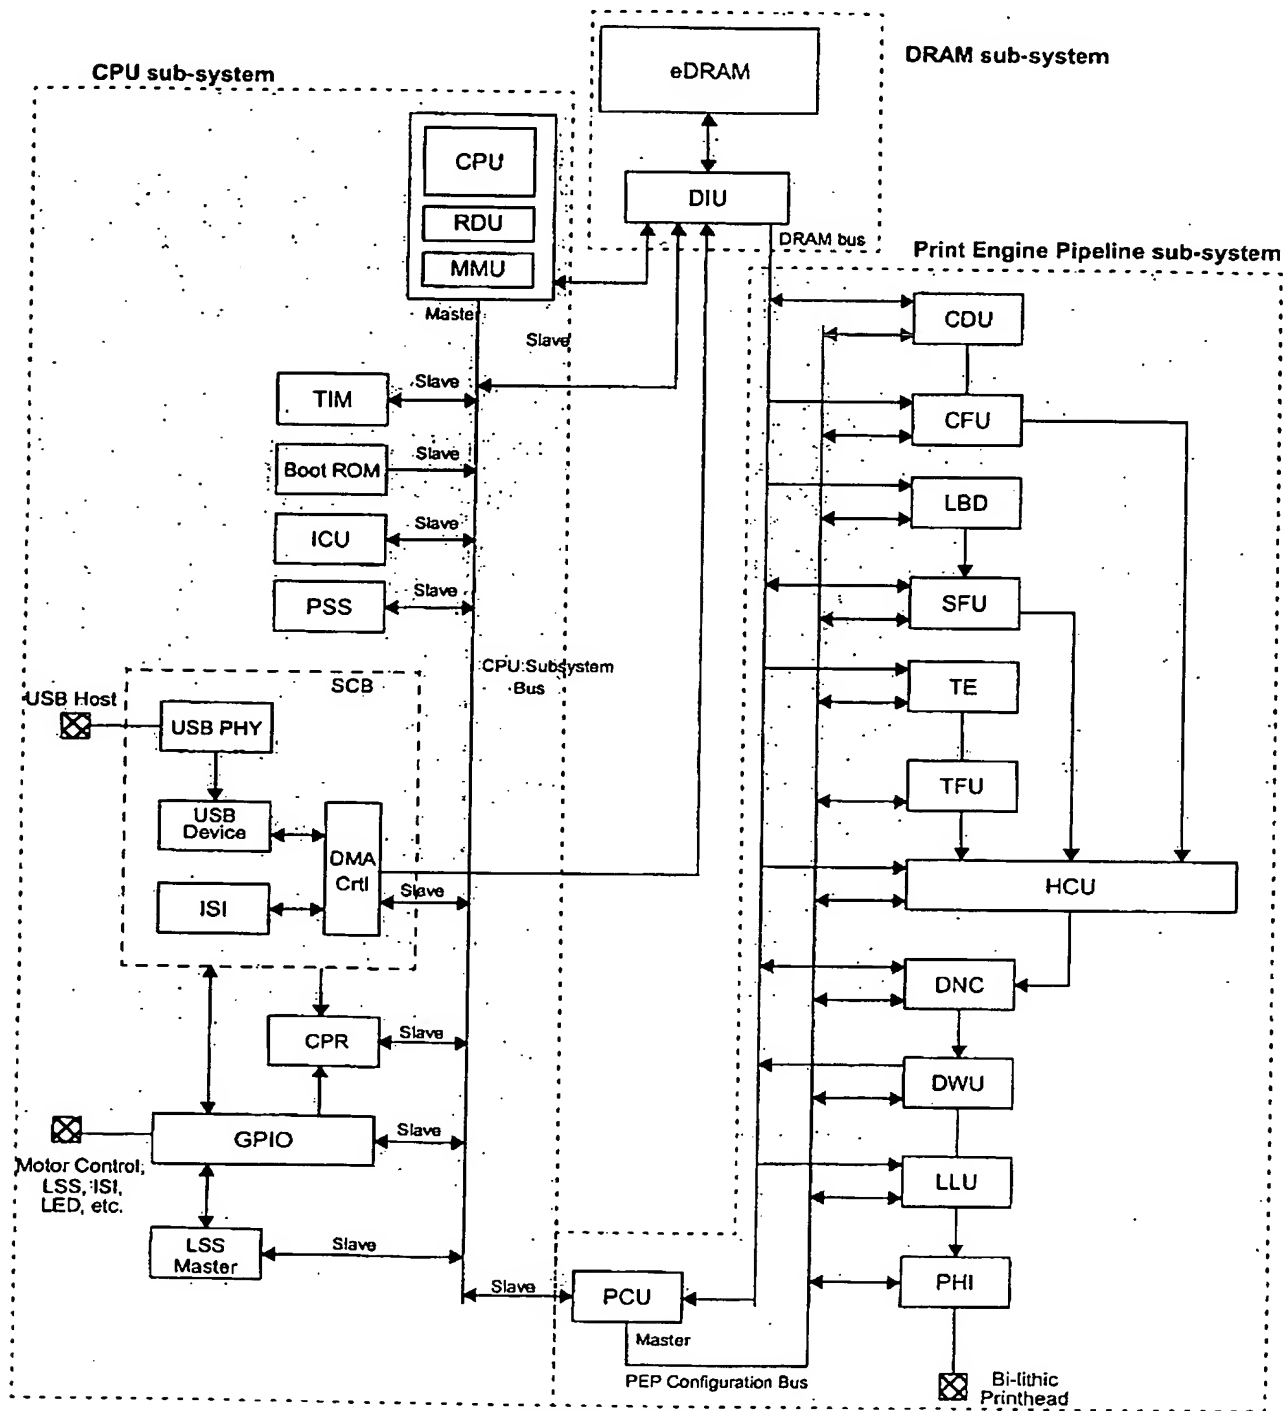 CPU sub-system
DRAM sub-system
eDRAM
CPU
RDU
MMU
Master
DIU
DRAM bus
Print Engine Pipeline sub-system
Slave
TIM
Slave
Boot ROM
Slave
ICU
Slave
PSS
Slave
CPU Subsystem
Bus
SCB
USB Host
USB PHY
USB
Device
DMA
Crtl
ISI
Slave
CPR
Slave
GPIO
Slave
Motor Control,
LSS, ISI,
LED, etc.
LSS
Master
Slave
Slave
PCU
Master
PEP Configuration Bus
CDU
CFU
LBD
SFU
TE
TFU
HCU
DNC
DWU
LLU
PHI
Bi-lithic
Printhead